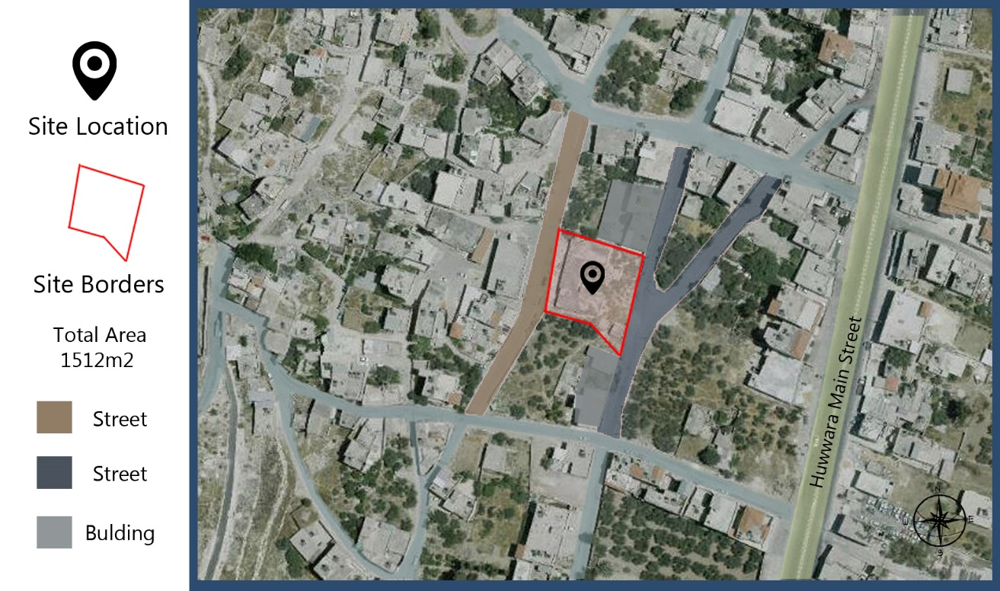 Site Location
Site Borders
Total Area
1512m2
Street
Street
Bulding
Huwwara Main Street
N
E
E
S